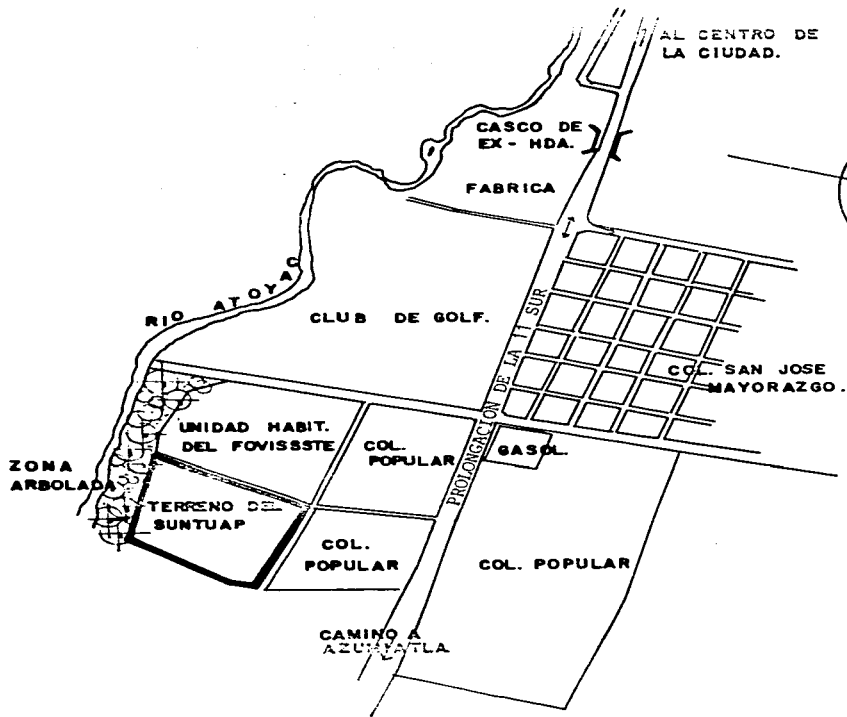 AL CENTRO DE
LA CIUDAD.
CASCO DE
EX-HDA.
FABRICA
RIO ATOYAC
CLUB DE GOLF.
PROLONGACION DE LA 11 SUR
COL. SAN JOSE
MAYORAZGO.
UNIDAD HABIT.
DEL FOVISSSTE
COL.
POPULAR
GASOL.
ZONA
ARBOLADA
TERRENO DEL
SUNTUAP
COL.
POPULAR
COL. POPULAR
CAMINO A